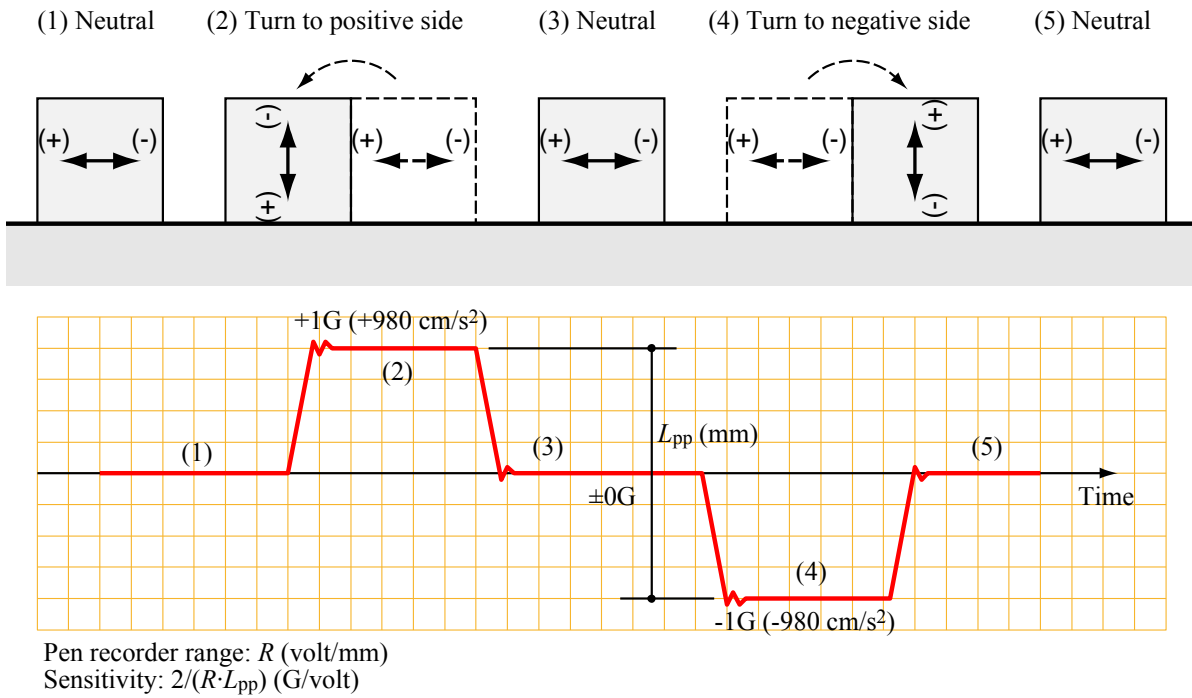 (1) Neutral (2) Turn to positive side (3) Neutral (4) Turn to negative side (5) Neutral
(+) (-) (-) (+) (+) (-) (+) (-) (+) (-) (+) (-) (+) (-)
+1G (+980 cm/s²)
(2)
(1) (3) Lpp (mm) (5)
±0G Time
(4)
-1G (-980 cm/s²)
Pen recorder range: R (volt/mm)
Sensitivity: 2/(R·Lpp) (G/volt)